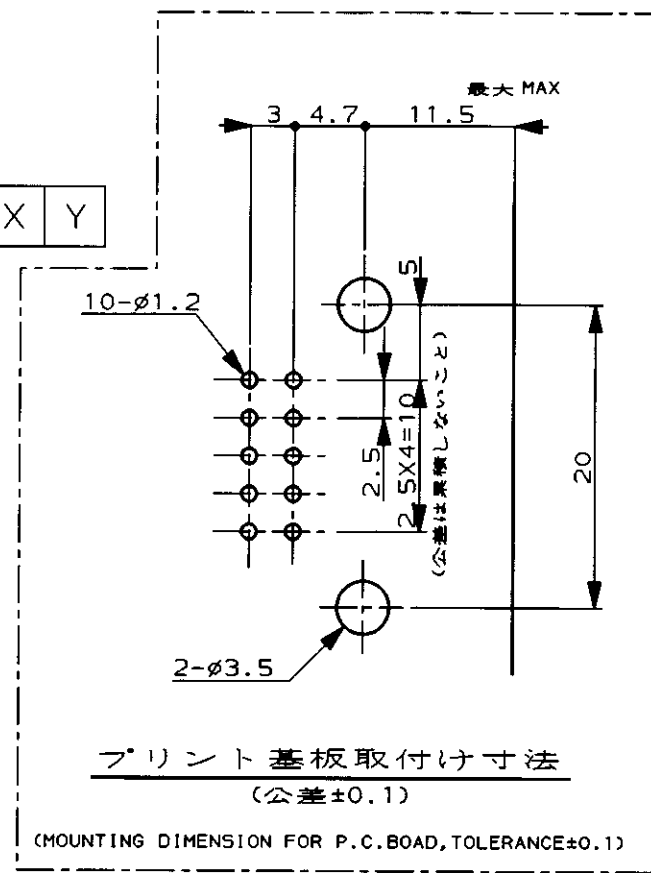 最大 MAX
3 4.7 11.5
X Y
5
10-ø1.2
2.5
2.5X4=10
(公差は累積しないこと)
20
2-ø3.5
プリント基板取付け寸法
(公差±0.1)
(MOUNTING DIMENSION FOR P.C.BOAD,TOLERANCE±0.1)